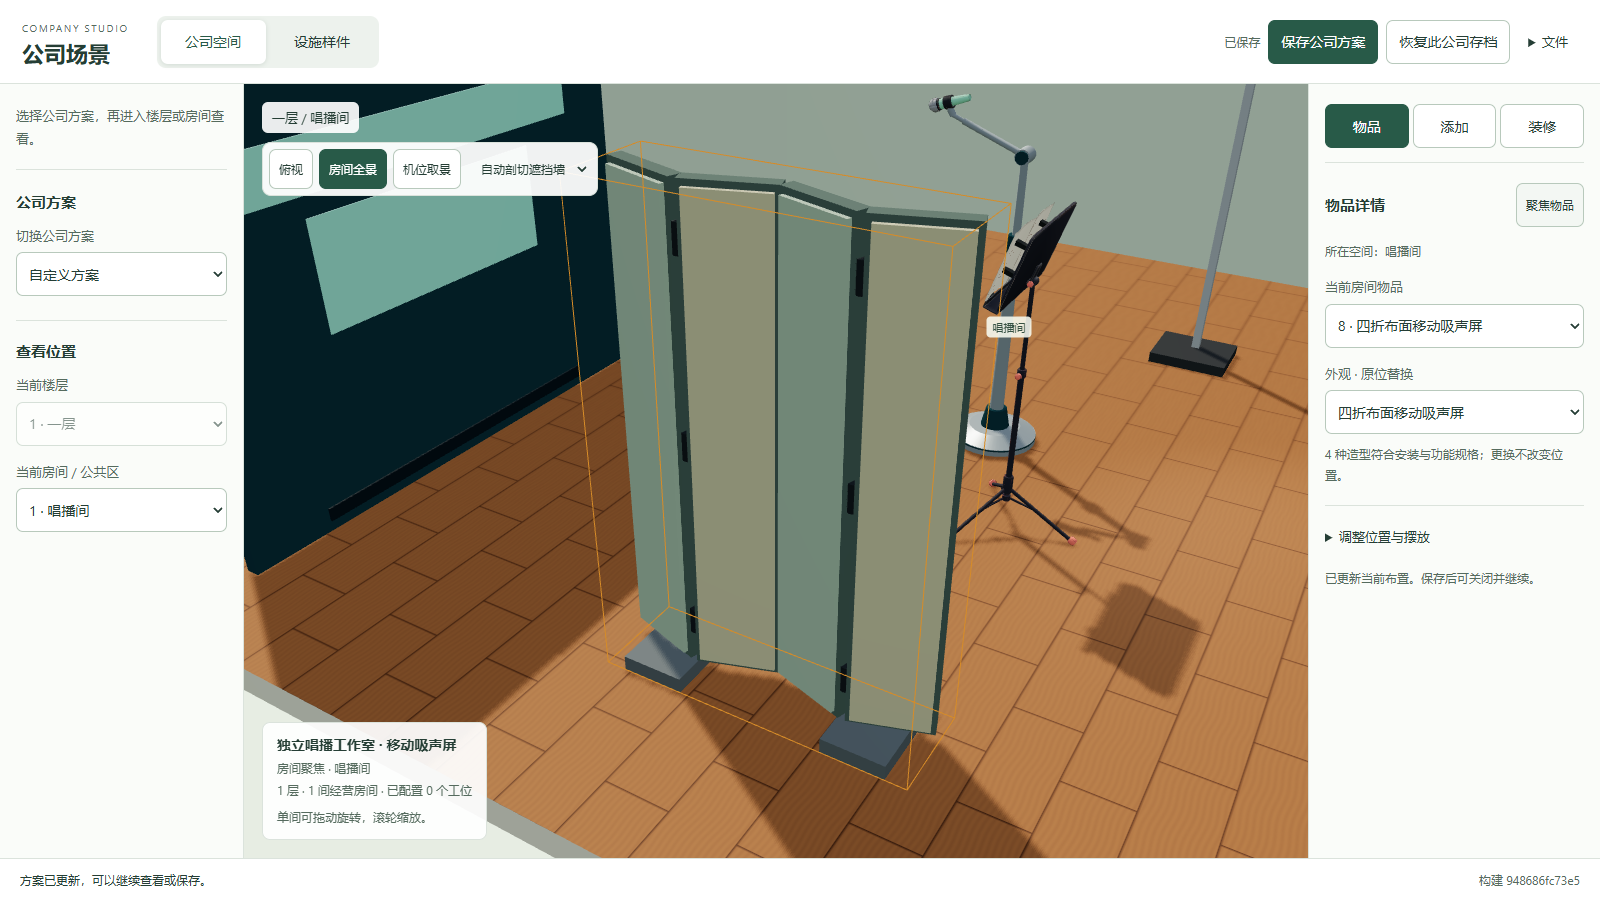 COMPANY STUDIO
公司场景
公司空间
设施样件
已保存
保存公司方案
恢复此公司存档
▶ 文件
选择公司方案，再进入楼层或房间查
看。
公司方案
切换公司方案
自定义方案
查看位置
当前楼层
1 · 一层
当前房间 / 公共区
1 · 唱播间
一层 / 唱播间
俯视
房间全景
机位取景
自动剖切遮挡墙
唱播间
独立唱播工作室 · 移动吸声屏
房间聚焦 · 唱播间
1 层 · 1 间经营房间 · 已配置 0 个工位
单间可拖动旋转，滚轮缩放。
物品
添加
装修
物品详情
聚焦物品
所在空间：唱播间
当前房间物品
8 · 四折布面移动吸声屏
外观 · 原位替换
四折布面移动吸声屏
4 种造型符合安装与功能规格；更换不改变位
置。
▶ 调整位置与摆放
已更新当前布置。保存后可关闭并继续。
方案已更新，可以继续查看或保存。
构建 948686fc73e5